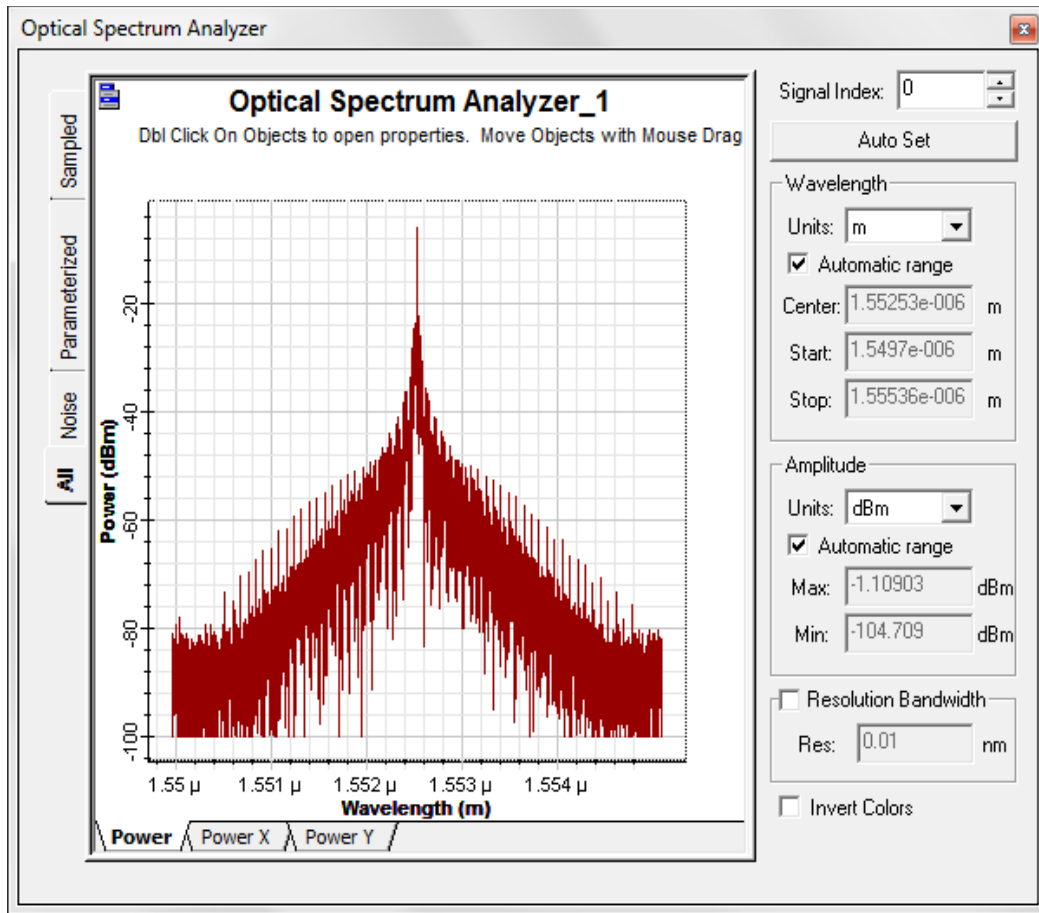 Optical Spectrum Analyzer
Sampled
Parameterized
Noise
All
Optical Spectrum Analyzer_1
Dbl Click On Objects to open properties. Move Objects with Mouse Drag
Power (dBm)
-20
-40
-60
-80
-100
1.55 µ 1.551 µ 1.552 µ 1.553 µ 1.554 µ
Wavelength (m)
Power Power X Power Y
Signal Index: 0
Auto Set
Wavelength
Units: m
Automatic range
Center: 1.55253e-006 m
Start: 1.5497e-006 m
Stop: 1.55536e-006 m
Amplitude
Units: dBm
Automatic range
Max: -1.10903 dBm
Min: -104.709 dBm
Resolution Bandwidth
Res: 0.01 nm
Invert Colors